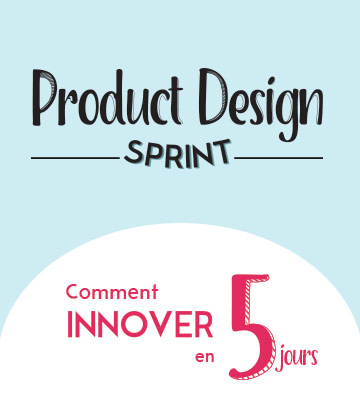 Product Design
SPRINT
Comment
INNOVER
en 5 jours